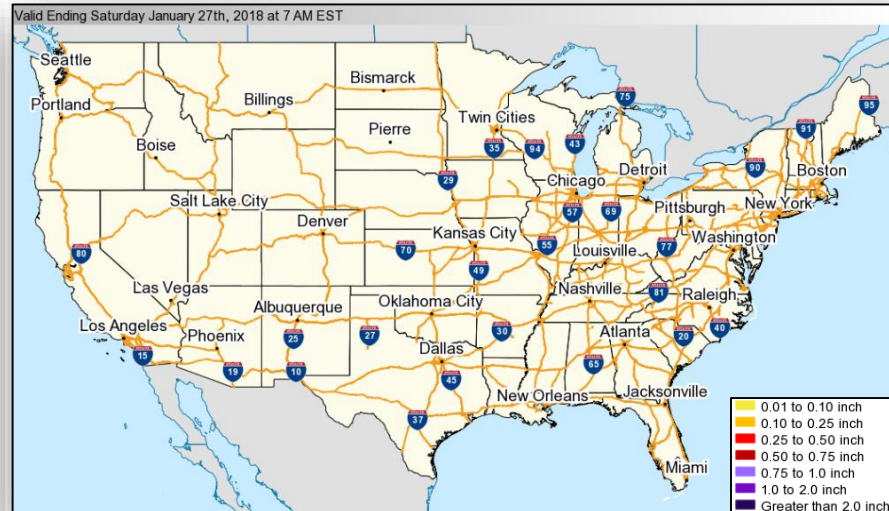 Valid Ending Saturday January 27th, 2018 at 7 AM EST
Seattle
Bismarck
75
95
Portland
Billings
Twin Cities
91
Pierre
35
94
43
Boise
90
Boston
29
Chicago
Detroit
Salt Lake City
57
69
Pittsburgh
New York
Denver
Kansas City
Washington
80
70
55
Louisville
77
49
Las Vegas
Nashville
81
Raleigh
Albuquerque
Oklahoma City
Los Angeles
Phoenix
25
27
30
Atlanta
20
40
15
Dallas
65
19
10
45
New Orleans
Jacksonville
37
Miami
0.01 to 0.10 inch
0.10 to 0.25 inch
0.25 to 0.50 inch
0.50 to 0.75 inch
0.75 to 1.0 inch
1.0 to 2.0 inch
Greater than 2.0 inch